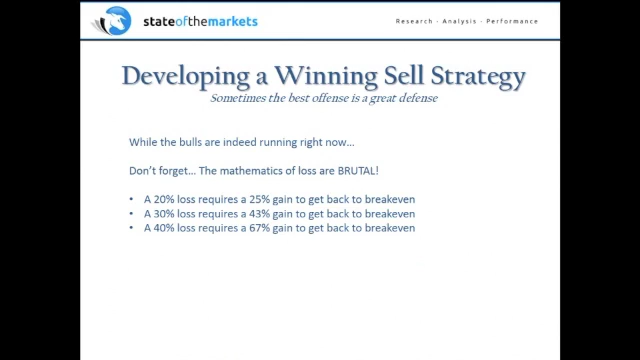 stateofthemarkets
Research · Analysis · Performance
Developing a Winning Sell Strategy
Sometimes the best offense is a great defense
While the bulls are indeed running right now…
Don't forget… The mathematics of loss are BRUTAL!
• A 20% loss requires a 25% gain to get back to breakeven
• A 30% loss requires a 43% gain to get back to breakeven
• A 40% loss requires a 67% gain to get back to breakeven